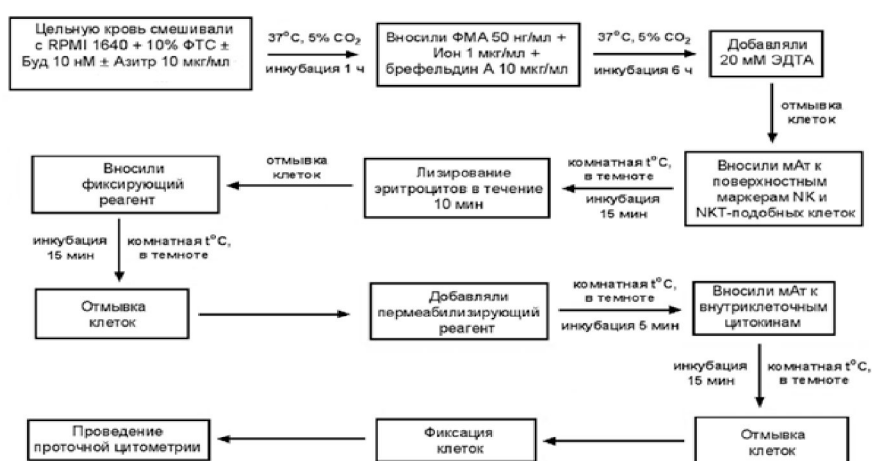 Цельную кровь смешивали
с RPMI 1640 + 10% ФТС ±
Буд 10 нМ ± Азитр 10 мкг/мл
37°C, 5% CO₂
инкубация 1 ч
Вносили ФМА 50 нг/мл +
Ион 1 мкг/мл +
брефельдин А 10 мкг/мл
37°C, 5% CO₂
инкубация 6 ч
Добавляли
20 мМ ЭДТА
отмывка
клеток
Вносили мАт к
поверхностным
маркерам NK и
NKT-подобных клеток
комнатная t°C,
в темноте
инкубация
15 мин
Лизирование
эритроцитов в течение
10 мин
отмывка
клеток
Вносили
фиксирующий
реагент
инкубация
15 мин
комнатная t°C,
в темноте
Отмывка
клеток
Добавляли
пермеабилизирующий
реагент
комнатная t°C,
в темноте
инкубация 5 мин
Вносили мАт к
внутриклеточным
цитокинам
инкубация
15 мин
комнатная t°C,
в темноте
Отмывка
клеток
Фиксация
клеток
Проведение
проточной цитометрии